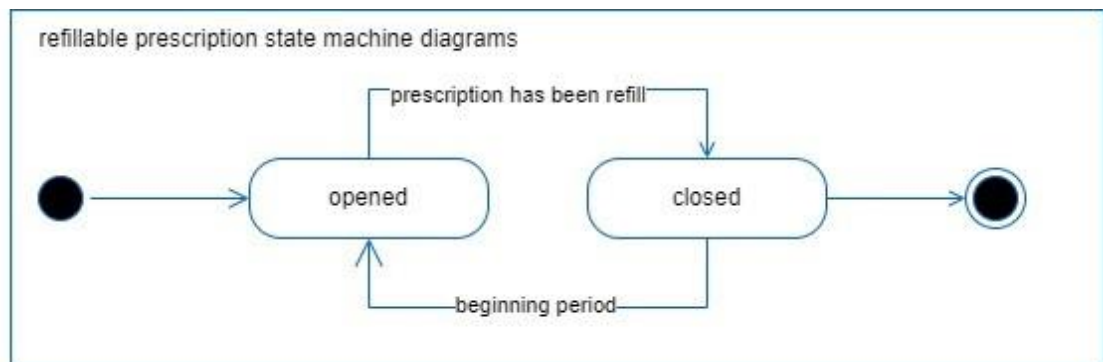 refillable prescription state machine diagrams
prescription has been refill
opened
closed
beginning period